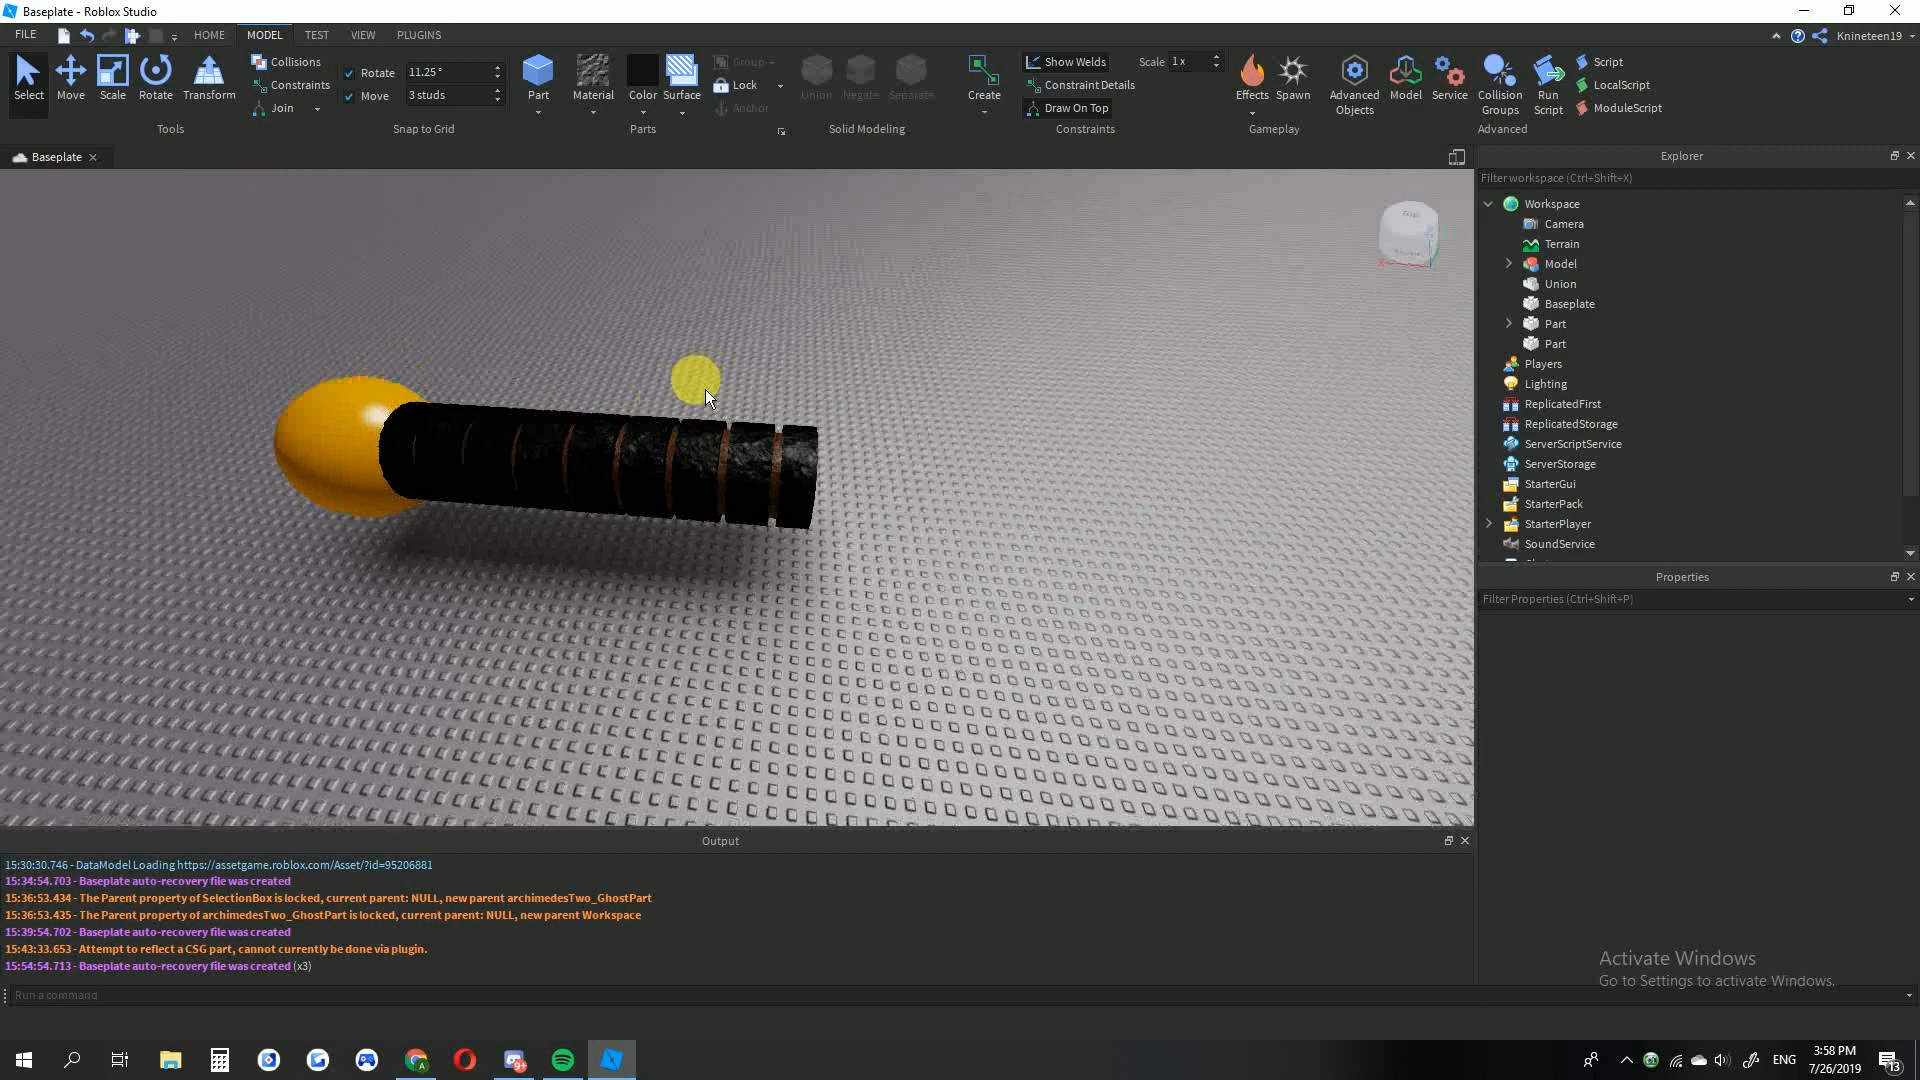 Baseplate - Roblox Studio
FILE HOME MODEL TEST VIEW PLUGINS Knineteen19
Select Move Scale Rotate Transform
Collisions
Constraints
Join
Rotate 11.25 °
Move 3 studs
Part Material Color Surface
Group
Lock
Anchor
Union Negate Separate
Create
Show Welds
Scale 1 x
Constraint Details
Draw On Top
Effects Spawn
Advanced Objects
Model Service
Collision Groups
Run Script
Script
LocalScript
ModuleScript
Tools Snap to Grid Parts Solid Modeling Constraints Gameplay Advanced
Baseplate
Explorer
Filter workspace (Ctrl+Shift+X)
Workspace
Camera
Terrain
Model
Union
Baseplate
Part
Part
Players
Lighting
ReplicatedFirst
ReplicatedStorage
ServerScriptService
ServerStorage
StarterGui
StarterPack
StarterPlayer
SoundService
Properties
Filter Properties (Ctrl+Shift+P)
Output
15:30:30.746 - DataModel Loading https://assetgame.roblox.com/Asset/?id=95206881
15:34:54.703 - Baseplate auto-recovery file was created
15:36:53.434 - The Parent property of SelectionBox is locked, current parent: NULL, new parent archimedesTwo_GhostPart
15:36:53.435 - The Parent property of archimedesTwo_GhostPart is locked, current parent: NULL, new parent Workspace
15:39:54.702 - Baseplate auto-recovery file was created
15:43:33.653 - Attempt to reflect a CSG part, cannot currently be done via plugin.
15:54:54.713 - Baseplate auto-recovery file was created (x3)
Run a command
Activate Windows
Go to Settings to activate Windows.
ENG
3:58 PM
7/26/2019
13